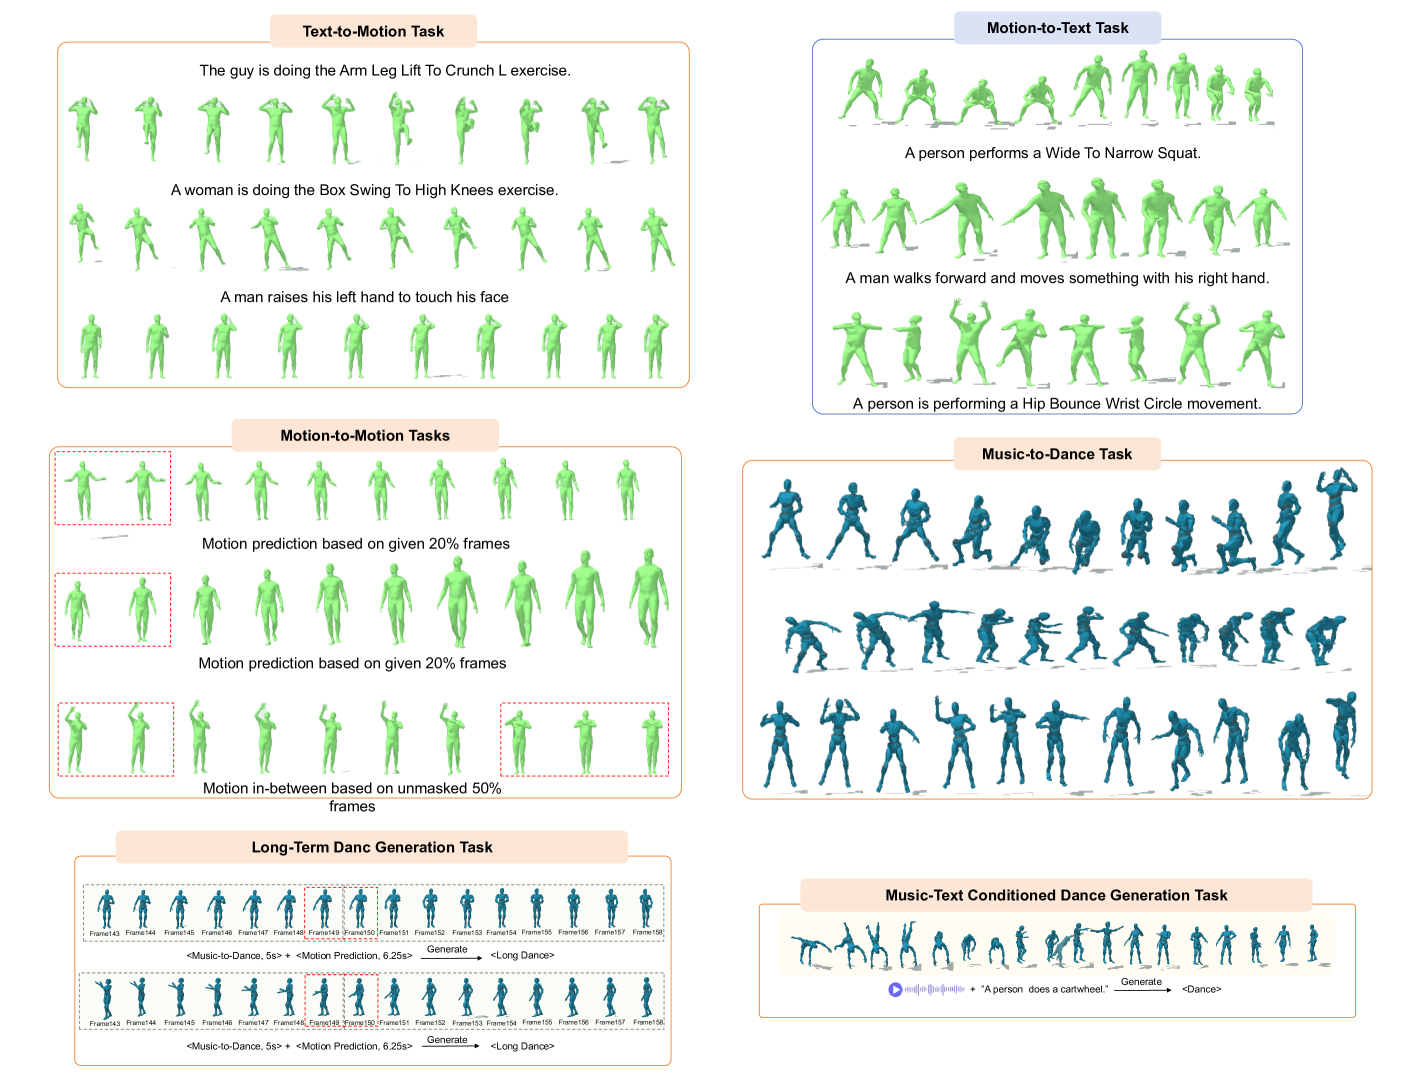 Text-to-Motion Task
The guy is doing the Arm Leg Lift To Crunch L exercise.
A woman is doing the Box Swing To High Knees exercise.
A man raises his left hand to touch his face
Motion-to-Text Task
A person performs a Wide To Narrow Squat.
A man walks forward and moves something with his right hand.
A person is performing a Hip Bounce Wrist Circle movement.
Motion-to-Motion Tasks
Motion prediction based on given 20% frames
Motion prediction based on given 20% frames
Motion in-between based on unmasked 50%
frames
Music-to-Dance Task
Long-Term Danc Generation Task
Frame143 Frame144 Frame145 Frame146 Frame147 Frame148 Frame149 Frame150 Frame151 Frame152 Frame153 Frame154 Frame155 Frame156 Frame157 Frame158
<Music-to-Dance, 5s> + <Motion Prediction, 6.25s> Generate <Long Dance>
Frame143 Frame144 Frame145 Frame146 Frame147 Frame148 Frame149 Frame150 Frame151 Frame152 Frame153 Frame154 Frame155 Frame156 Frame157 Frame158
<Music-to-Dance, 5s> + <Motion Prediction, 6.25s> Generate <Long Dance>
Music-Text Conditioned Dance Generation Task
+ "A person does a cartwheel." Generate <Dance>